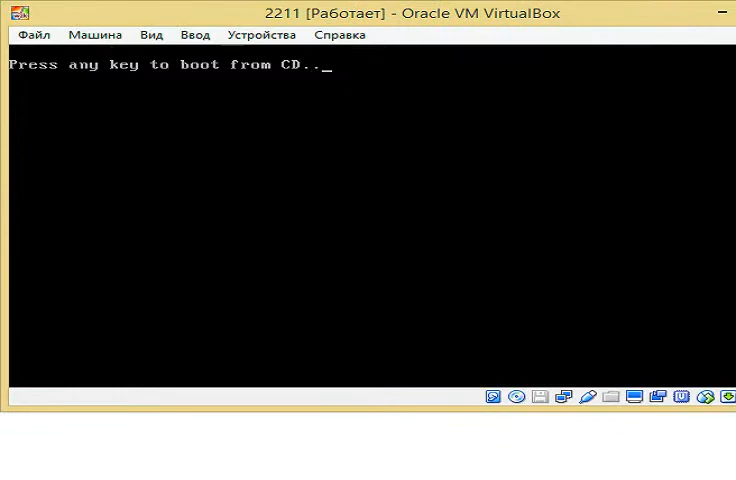 2211 [Работает] - Oracle VM VirtualBox
Файл Машина Вид Ввод Устройства Справка
Press any key to boot from CD.._